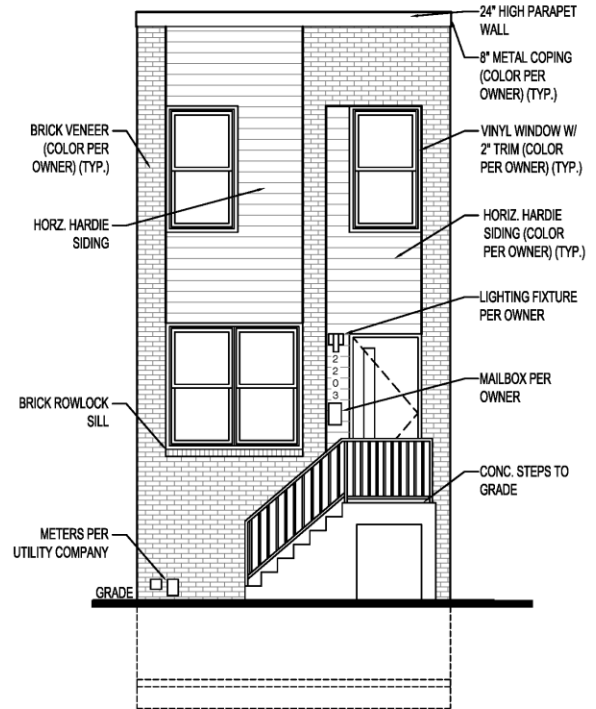 24" HIGH PARAPET
WALL
8" METAL COPING
(COLOR PER
OWNER) (TYP.)
BRICK VENEER
(COLOR PER
OWNER) (TYP.)
VINYL WINDOW W/
2" TRIM (COLOR
PER OWNER) (TYP.)
HORZ. HARDIE
SIDING
HORIZ. HARDIE
SIDING (COLOR
PER OWNER) (TYP.)
LIGHTING FIXTURE
PER OWNER
2
2
0
3
MAILBOX PER
OWNER
BRICK ROWLOCK
SILL
CONC. STEPS TO
GRADE
METERS PER
UTILITY COMPANY
GRADE